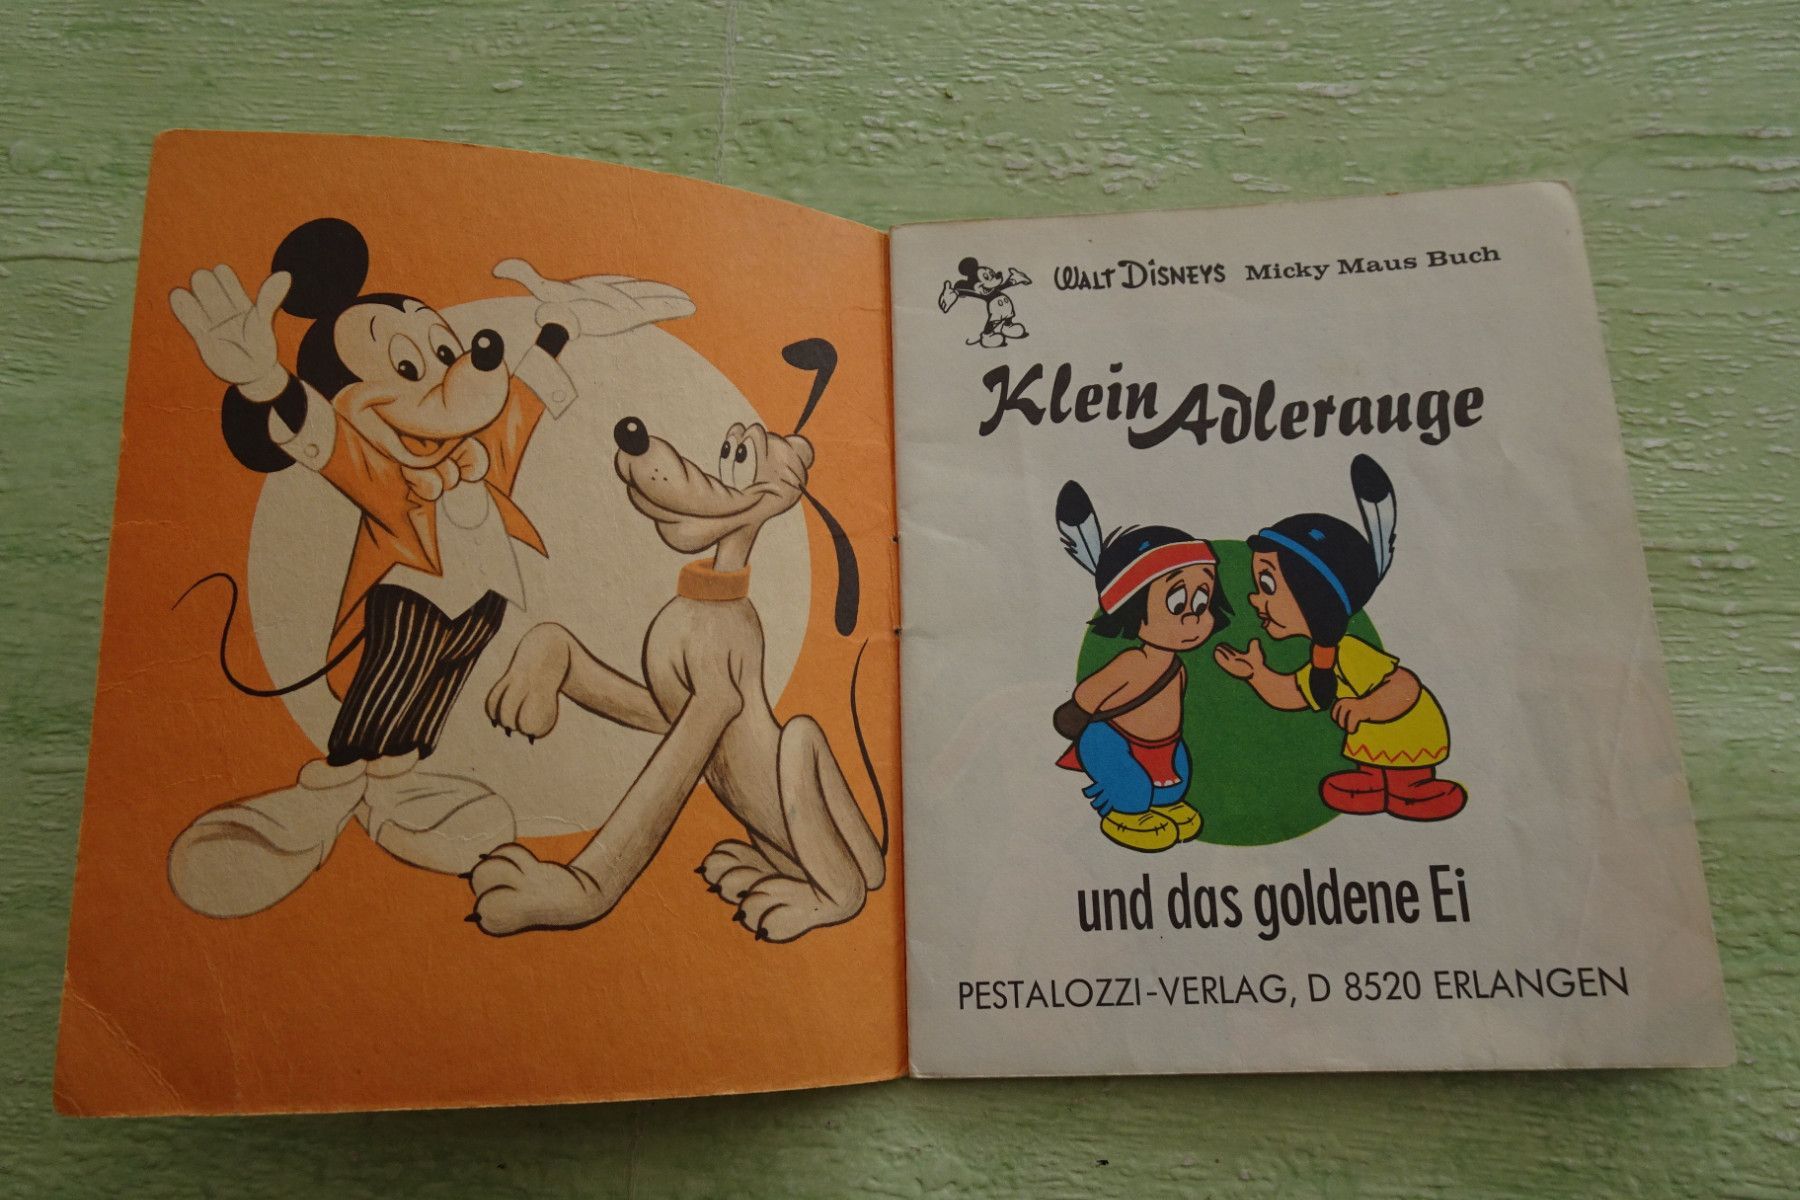 WALT DISNEYS Micky Maus Buch
Klein Adlerauge
und das goldene Ei
PESTALOZZI-VERLAG, D 8520 ERLANGEN